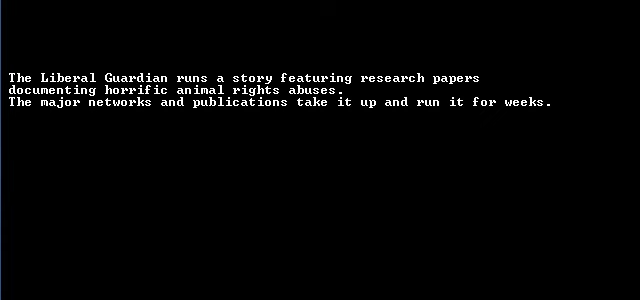 The Liberal Guardian runs a story featuring research papers
documenting horrific animal rights abuses.
The major networks and publications take it up and run it for weeks.